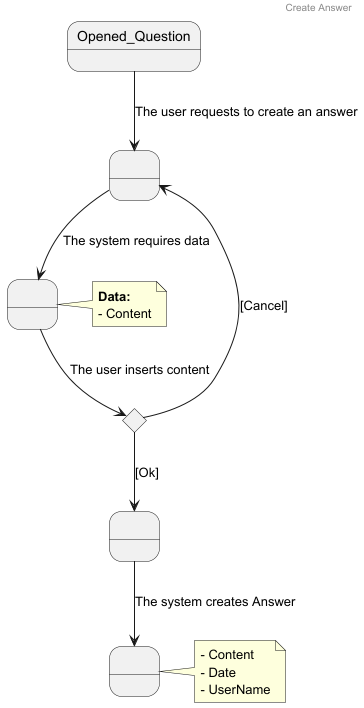 Create Answer
Opened_Question
The user requests to create an answer
The system requires data
Data:
- Content
[Cancel]
The user inserts content
[Ok]
The system creates Answer
- Content
- Date
- UserName